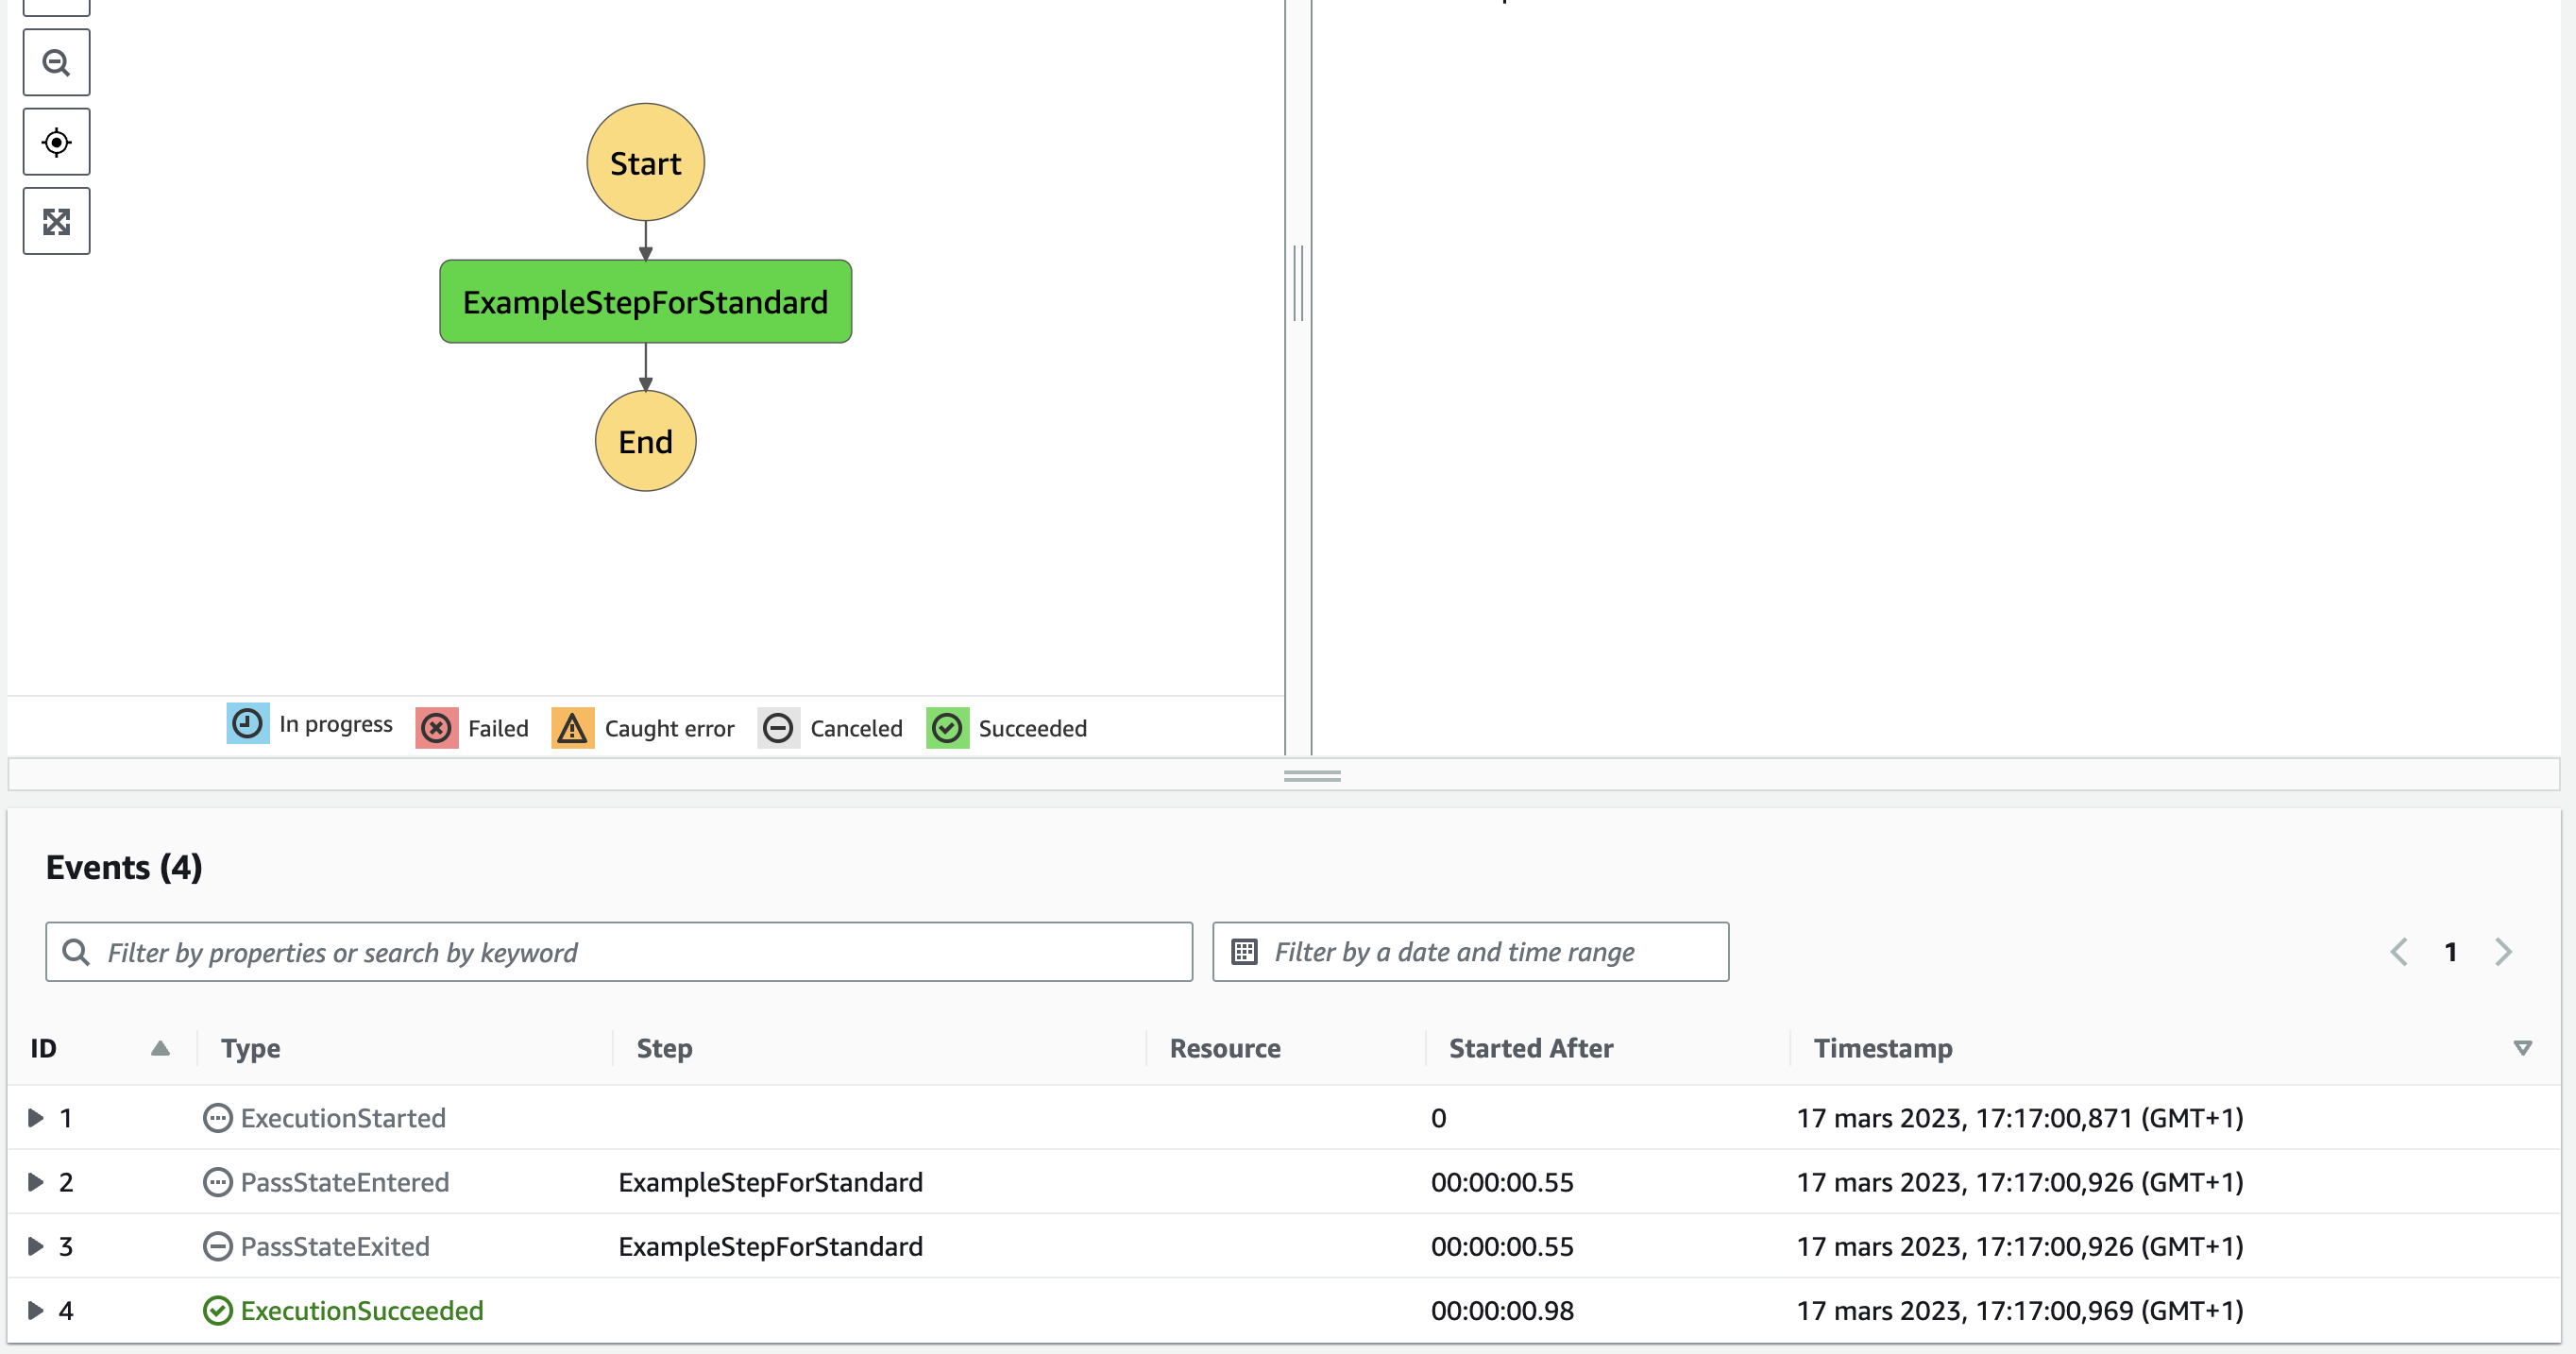 Start
ExampleStepForStandard
End
In progress Failed Caught error Canceled Succeeded
Events (4)
Filter by properties or search by keyword Filter by a date and time range 1
ID Type Step Resource Started After Timestamp
1 ExecutionStarted 0 17 mars 2023, 17:17:00,871 (GMT+1)
2 PassStateEntered ExampleStepForStandard 00:00:00.55 17 mars 2023, 17:17:00,926 (GMT+1)
3 PassStateExited ExampleStepForStandard 00:00:00.55 17 mars 2023, 17:17:00,926 (GMT+1)
4 ExecutionSucceeded 00:00:00.98 17 mars 2023, 17:17:00,969 (GMT+1)